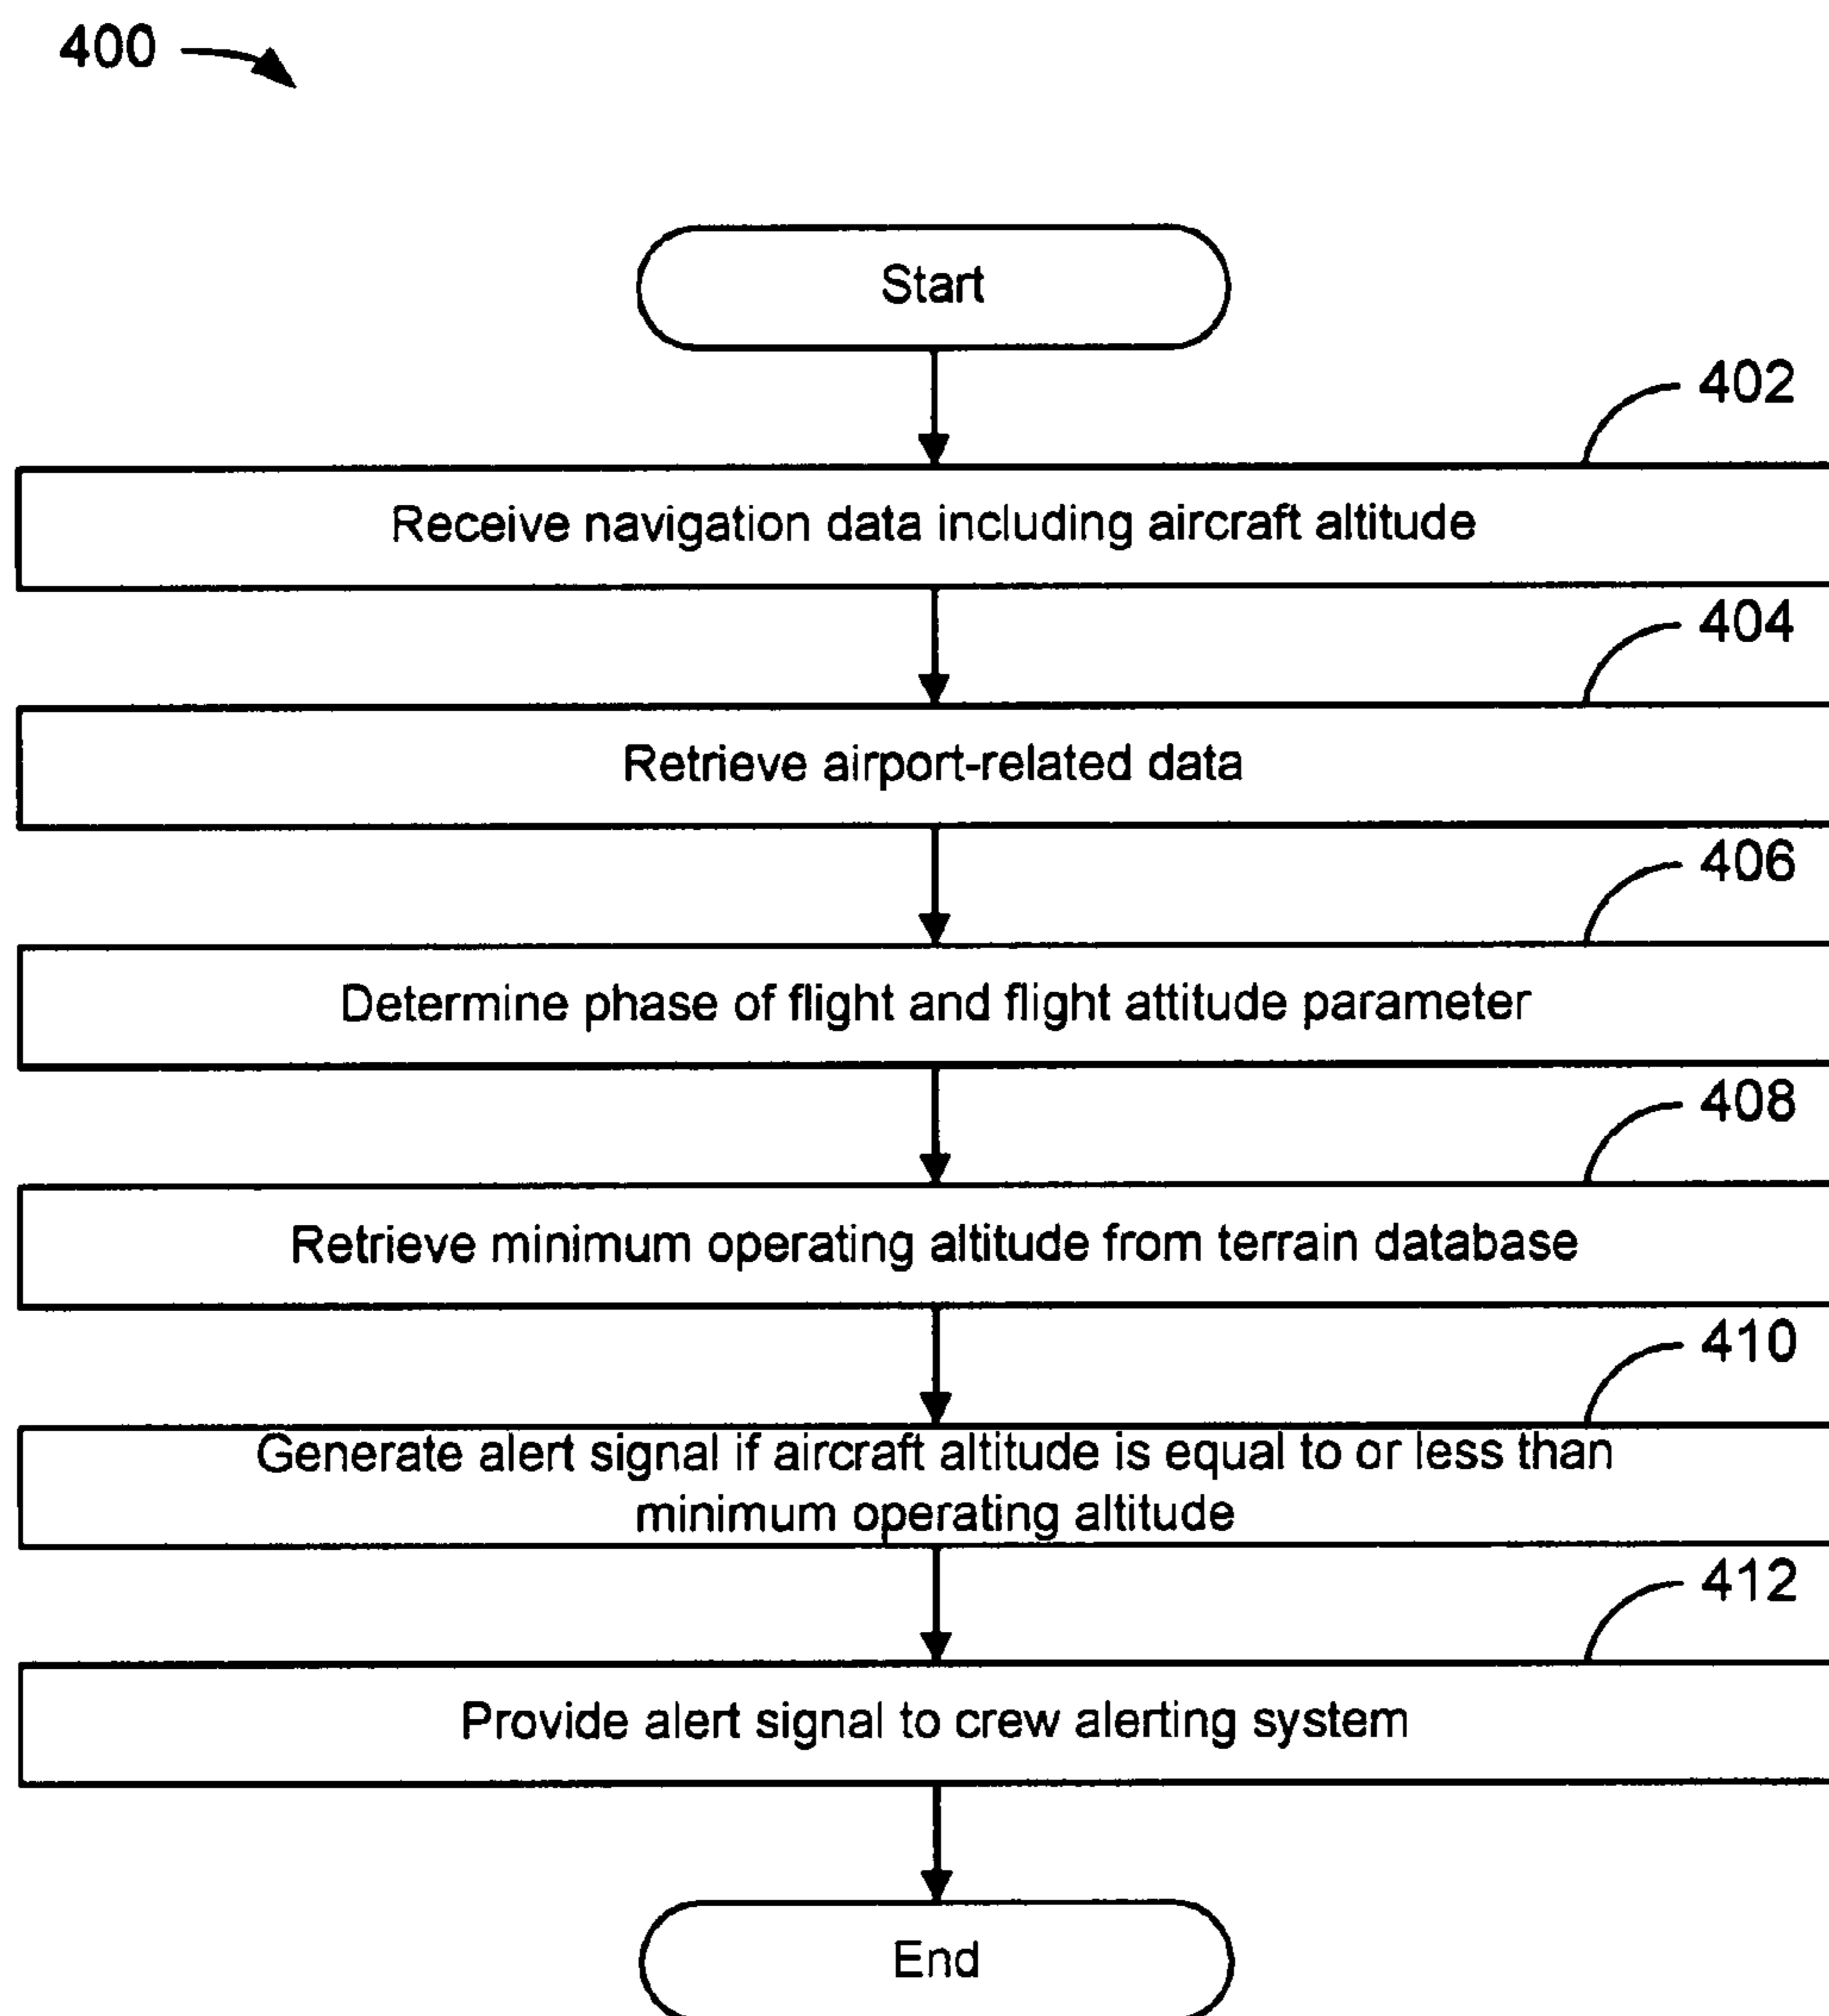 400
Start
402
Receive navigation data including aircraft altitude
404
Retrieve airport-related data
406
Determine phase of flight and flight attitude parameter
408
Retrieve minimum operating altitude from terrain database
410
Generate alert signal if aircraft altitude is equal to or less than
minimum operating altitude
412
Provide alert signal to crew alerting system
End